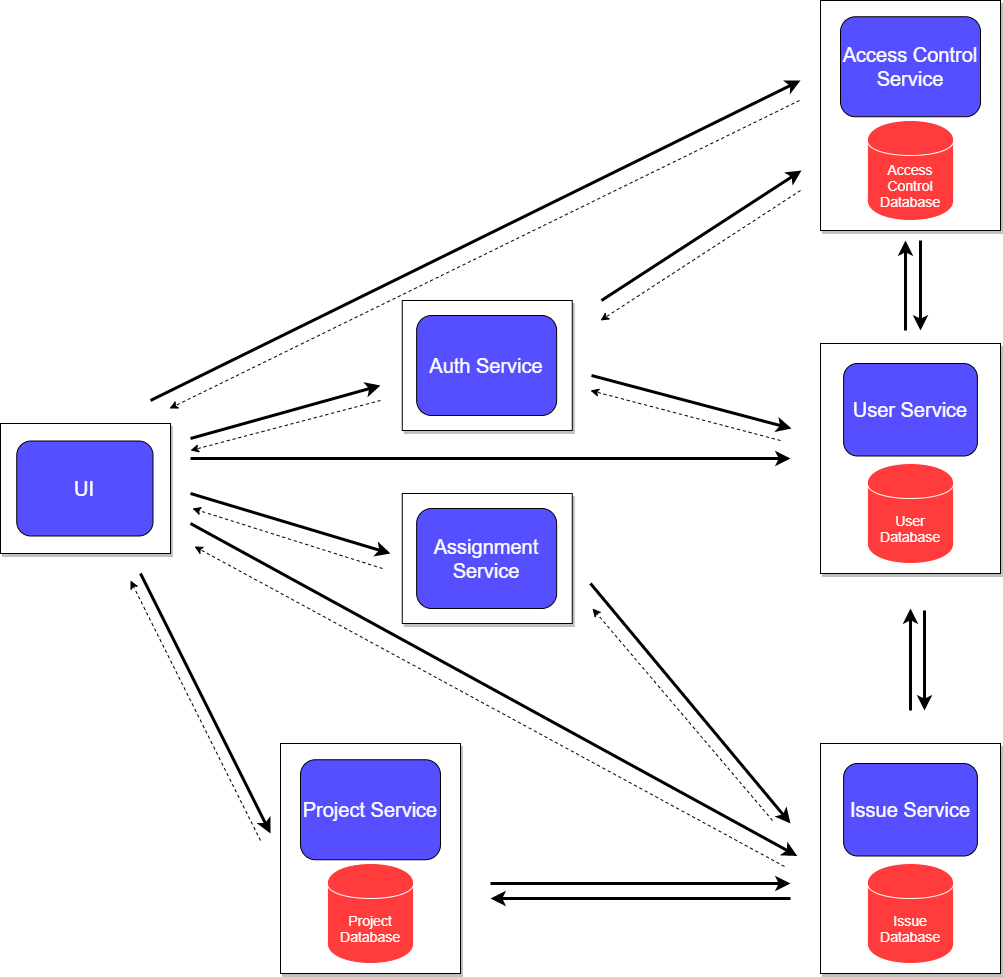 Access Control
Service
Access
Control
Database
Auth Service
User Service
User
Database
UI
Assignment
Service
Project Service
Project
Database
Issue Service
Issue
Database